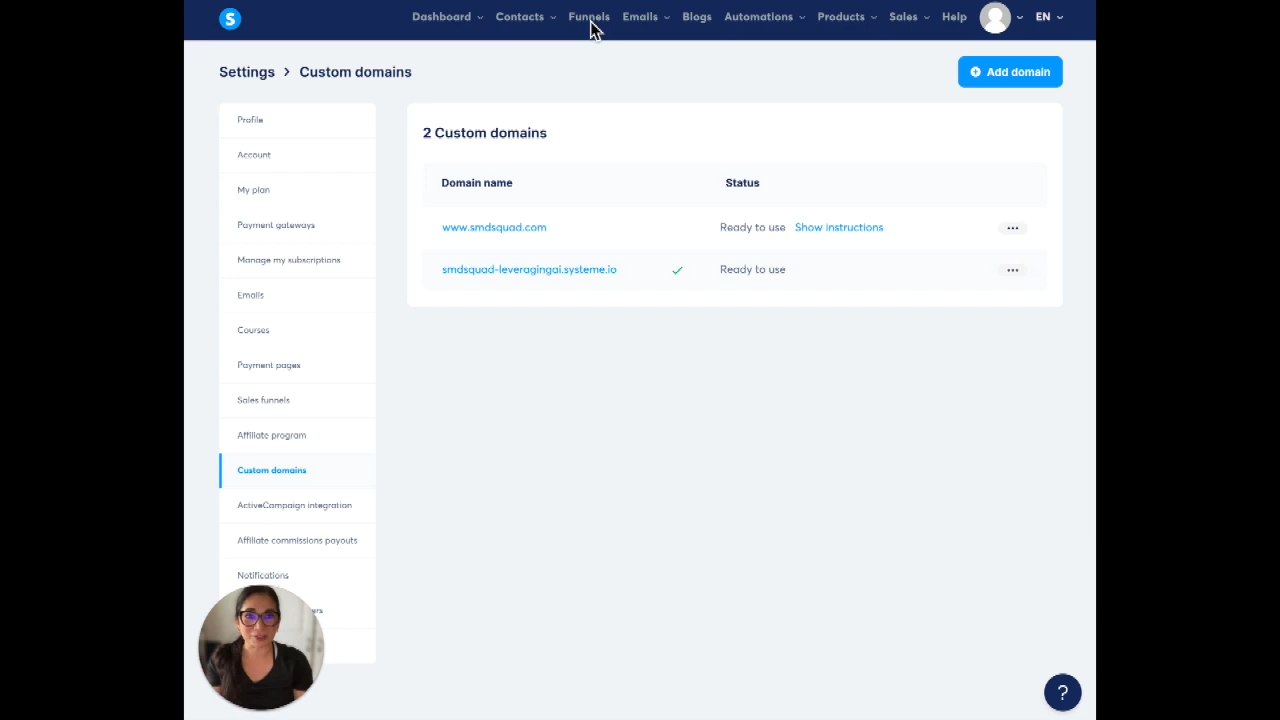 S
Dashboard Contacts Funnels Emails Blogs Automations Products Sales Help EN
Settings > Custom domains
Add domain
Profile
Account
My plan
Payment gateways
Manage my subscriptions
Emails
Courses
Payment pages
Sales funnels
Affiliate program
Custom domains
ActiveCampaign integration
Affiliate commissions payouts
Notifications
ers
2 Custom domains
Domain name Status
www.smdsquad.com Ready to use Show instructions
smdsquad-leveragingai.systeme.io Ready to use
?